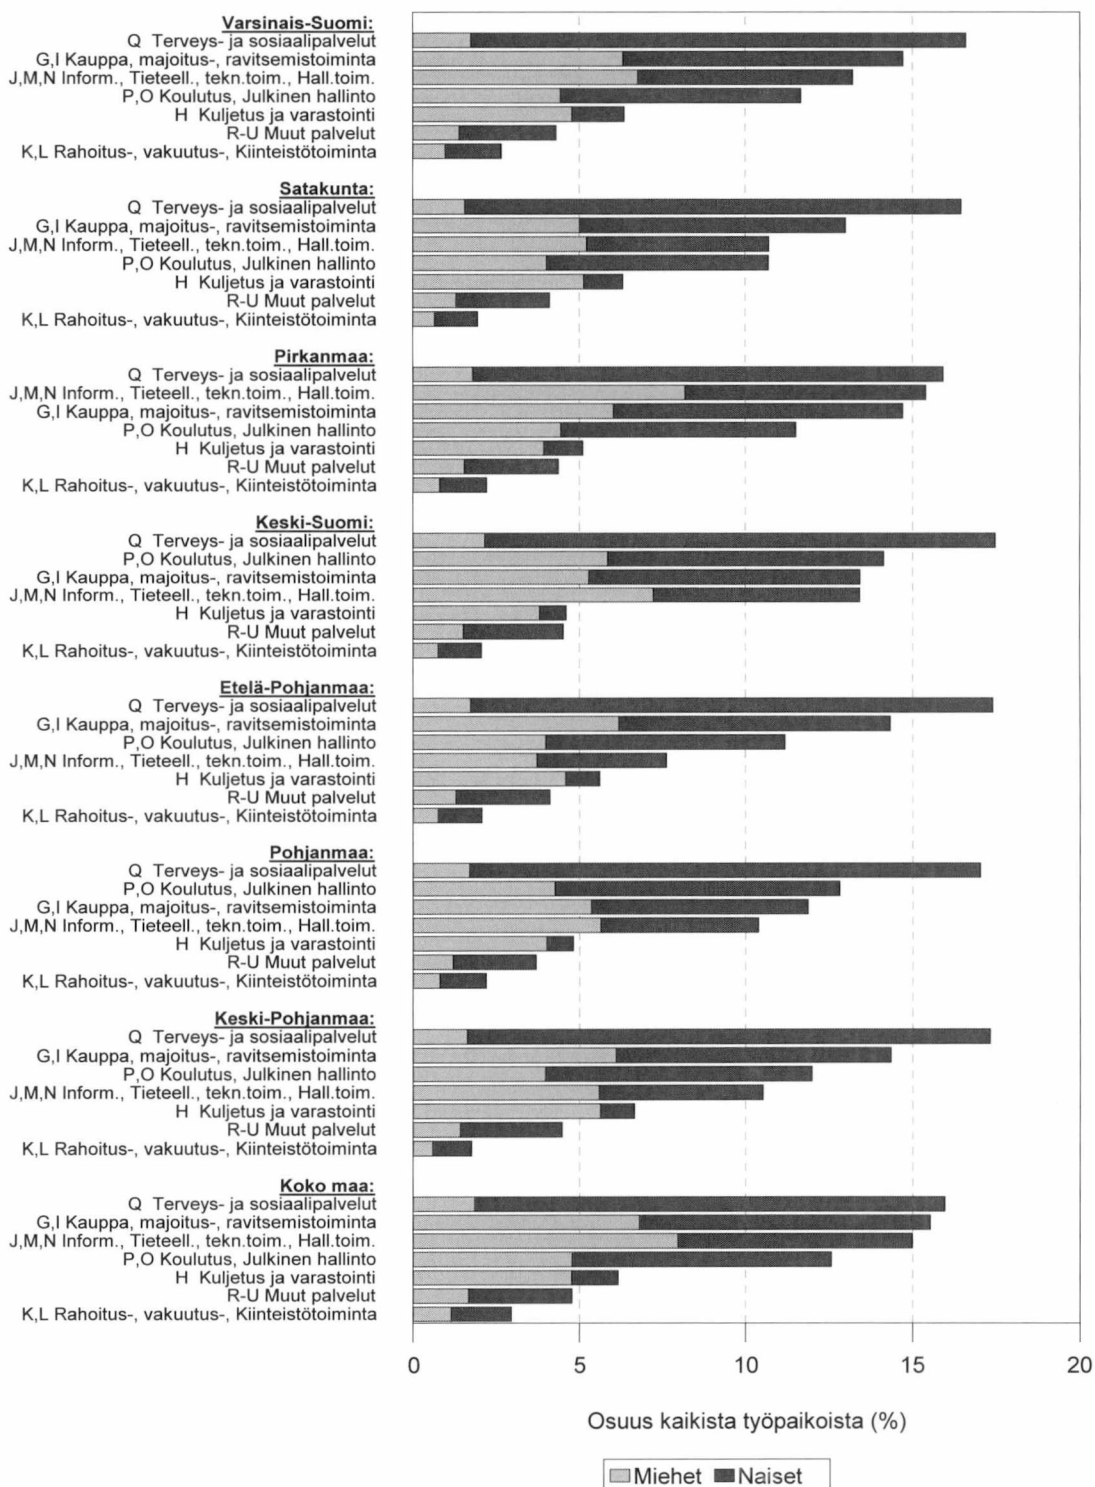 Varsinais-Suomi:
Q Terveys- ja sosiaalipalvelut
G,I Kauppa, majoitus-, ravitsemistoiminta
J,M,N Inform., Tieteell., tekn.toim., Hall.toim.
P,O Koulutus, Julkinen hallinto
H Kuljetus ja varastointi
R-U Muut palvelut
K,L Rahoitus-, vakuutus-, Kiinteistötoiminta
Satakunta:
Q Terveys- ja sosiaalipalvelut
G,I Kauppa, majoitus-, ravitsemistoiminta
J,M,N Inform., Tieteell., tekn.toim., Hall.toim.
P,O Koulutus, Julkinen hallinto
H Kuljetus ja varastointi
R-U Muut palvelut
K,L Rahoitus-, vakuutus-, Kiinteistötoiminta
Pirkanmaa:
Q Terveys- ja sosiaalipalvelut
J,M,N Inform., Tieteell., tekn.toim., Hall.toim.
G,I Kauppa, majoitus-, ravitsemistoiminta
P,O Koulutus, Julkinen hallinto
H Kuljetus ja varastointi
R-U Muut palvelut
K,L Rahoitus-, vakuutus-, Kiinteistötoiminta
Keski-Suomi:
Q Terveys- ja sosiaalipalvelut
P,O Koulutus, Julkinen hallinto
G,I Kauppa, majoitus-, ravitsemistoiminta
J,M,N Inform., Tieteell., tekn.toim., Hall.toim.
H Kuljetus ja varastointi
R-U Muut palvelut
K,L Rahoitus-, vakuutus-, Kiinteistötoiminta
Etelä-Pohjanmaa:
Q Terveys- ja sosiaalipalvelut
G,I Kauppa, majoitus-, ravitsemistoiminta
P,O Koulutus, Julkinen hallinto
J,M,N Inform., Tieteell., tekn.toim., Hall.toim.
H Kuljetus ja varastointi
R-U Muut palvelut
K,L Rahoitus-, vakuutus-, Kiinteistötoiminta
Pohjanmaa:
Q Terveys- ja sosiaalipalvelut
P,O Koulutus, Julkinen hallinto
G,I Kauppa, majoitus-, ravitsemistoiminta
J,M,N Inform., Tieteell., tekn.toim., Hall.toim.
H Kuljetus ja varastointi
R-U Muut palvelut
K,L Rahoitus-, vakuutus-, Kiinteistötoiminta
Keski-Pohjanmaa:
Q Terveys- ja sosiaalipalvelut
G,I Kauppa, majoitus-, ravitsemistoiminta
P,O Koulutus, Julkinen hallinto
J,M,N Inform., Tieteell., tekn.toim., Hall.toim.
H Kuljetus ja varastointi
R-U Muut palvelut
K,L Rahoitus-, vakuutus-, Kiinteistötoiminta
Koko maa:
Q Terveys- ja sosiaalipalvelut
G,I Kauppa, majoitus-, ravitsemistoiminta
J,M,N Inform., Tieteell., tekn.toim., Hall.toim.
P,O Koulutus, Julkinen hallinto
H Kuljetus ja varastointi
R-U Muut palvelut
K,L Rahoitus-, vakuutus-, Kiinteistötoiminta
0 5 10 15 20
Osuus kaikista työpaikoista (%)
Miehet Naiset